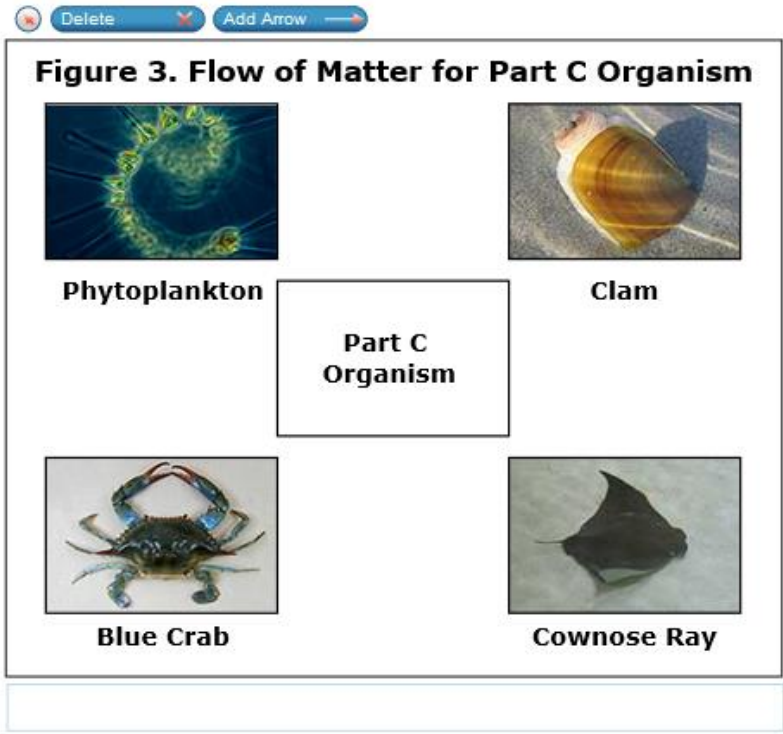 Delete
Add Arrow
Figure 3. Flow of Matter for Part C Organism
Phytoplankton
Clam
Part C
Organism
Blue Crab
Cownose Ray